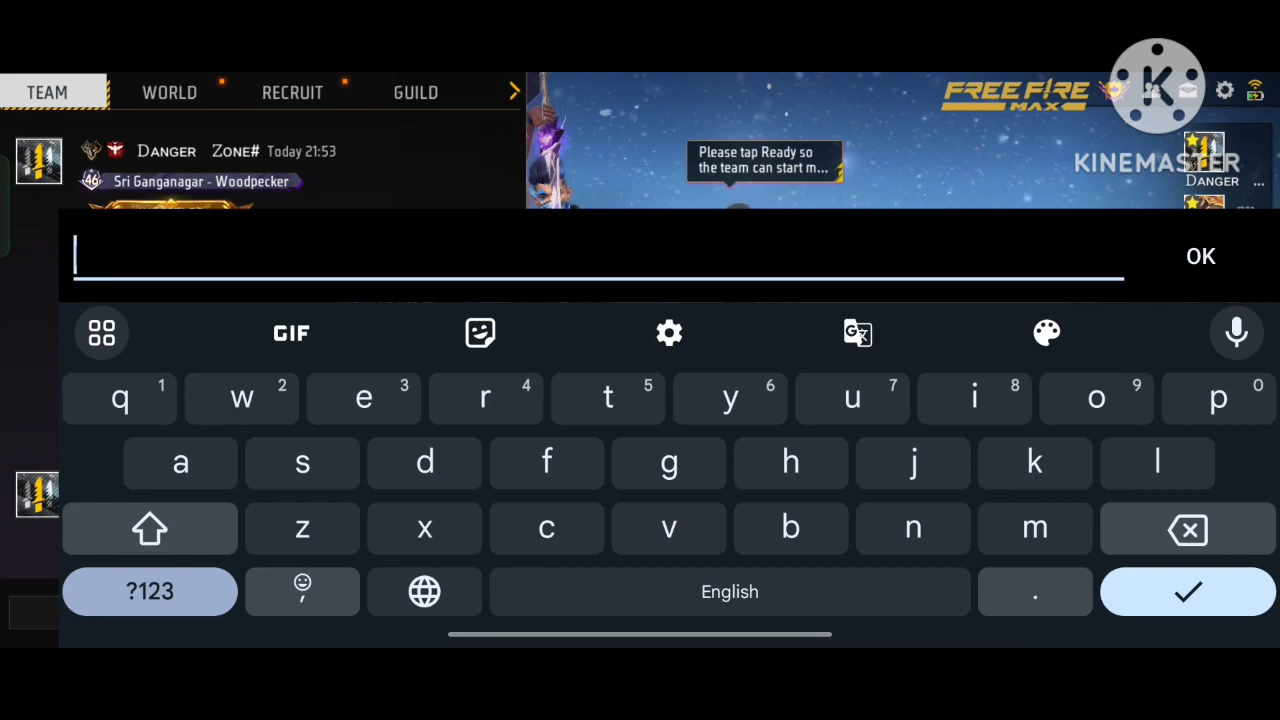 TEAM WORLD RECRUIT GUILD
FREE FIRE
MAX
K
KINEMASTER
DANGER ZONE# Today 21:53
46 Sri Ganganagar - Woodpecker
Please tap Ready so
the team can start m...
DANGER ...
OK
GIF
q 1 w 2 e 3 r 4 t 5 y 6 u 7 i 8 o 9 p 0
a s d f g h j k l
z x c v b n m
?123 , English .